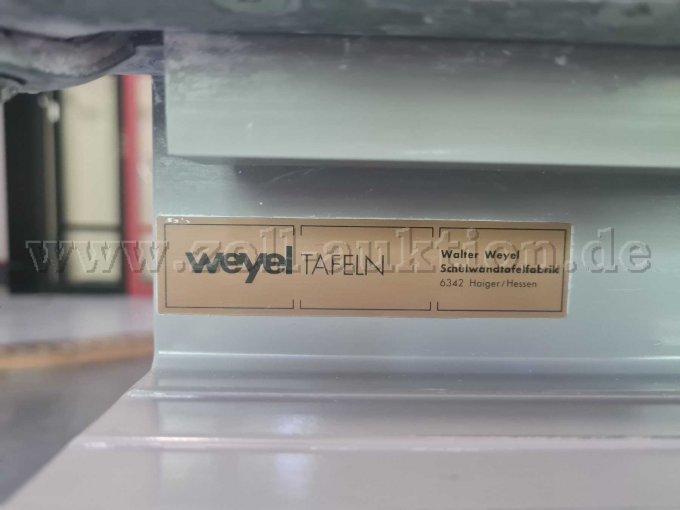 www.zoll-auktion.de
weyel TAFELN
Walter Weyel
Schulwandtafelfabrik
6342 Haiger/Hessen